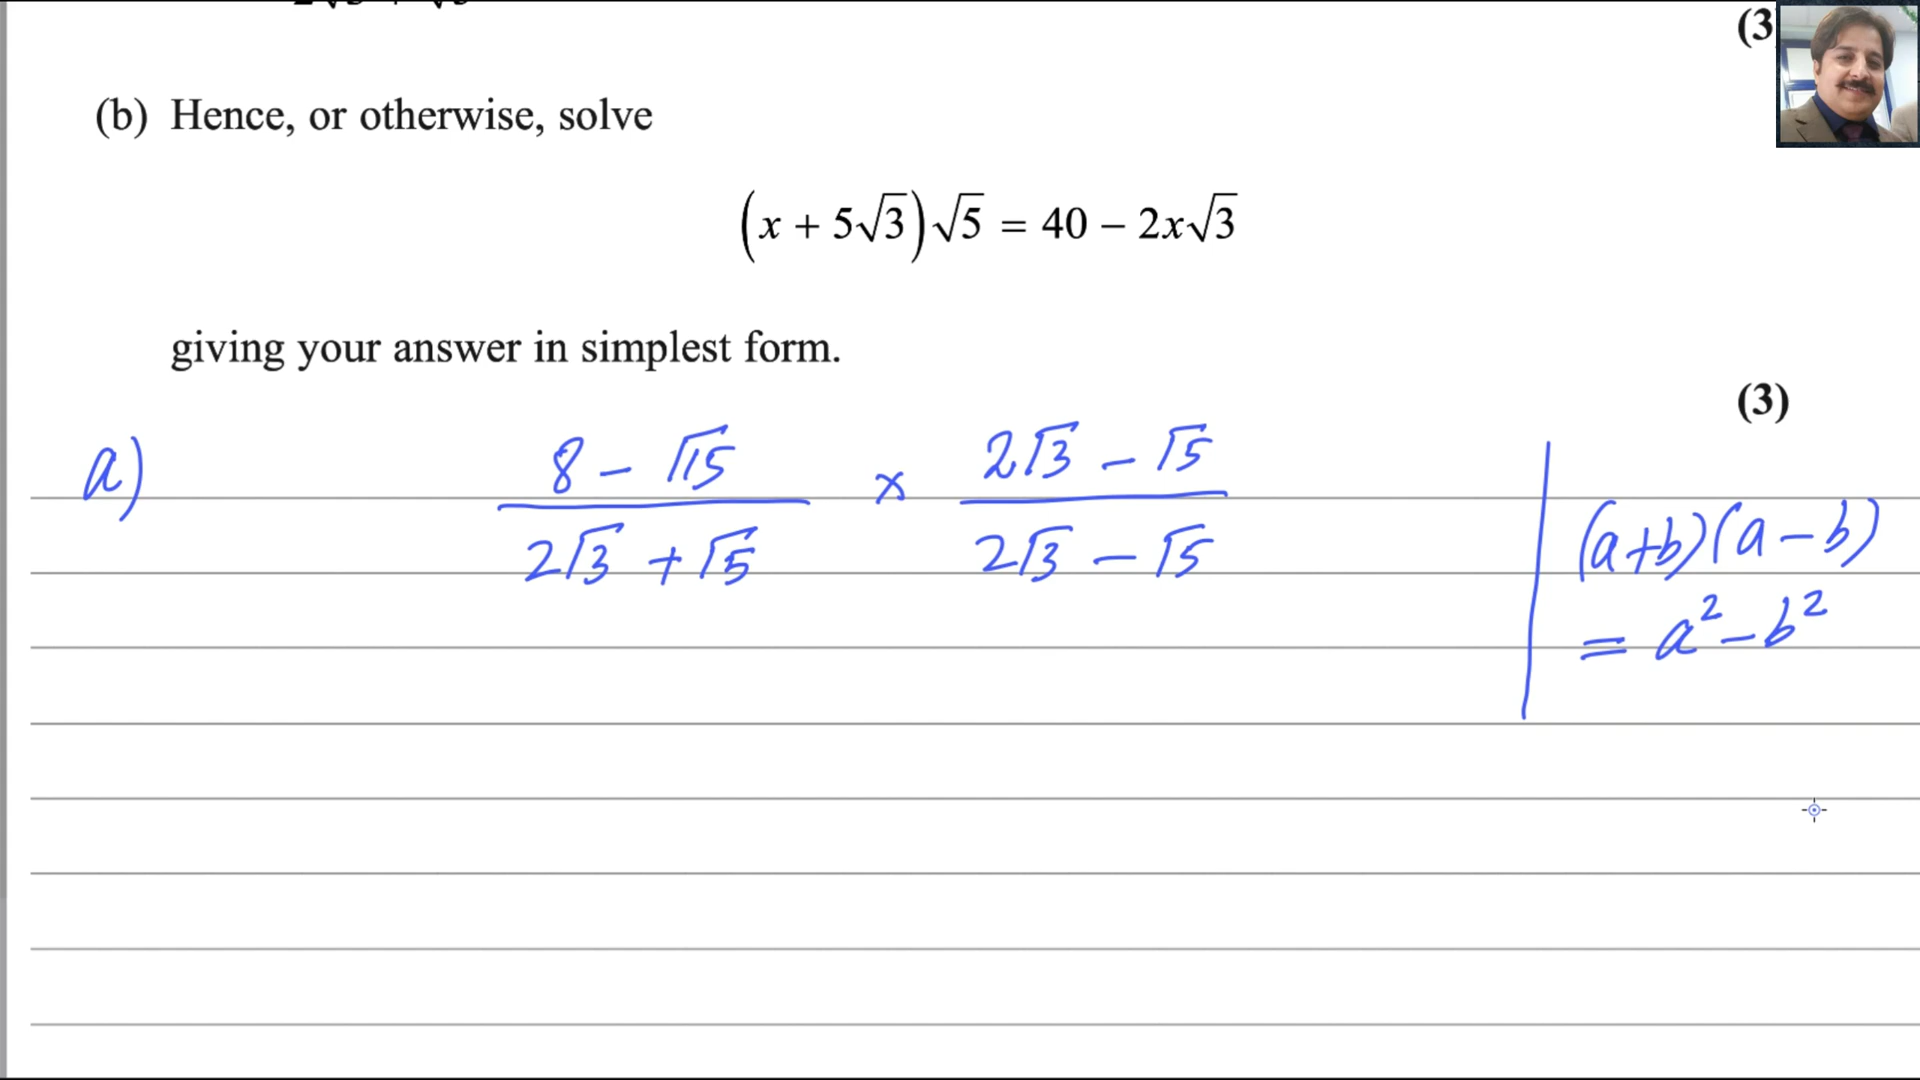 (3
(b) Hence, or otherwise, solve
(x + 5√3)√5 = 40 – 2x√3
giving your answer in simplest form.
(3)
a) (8 - √15)/(2√3 + √5) × (2√3 - √5)/(2√3 - √5)
(a+b)(a-b)
= a² - b²